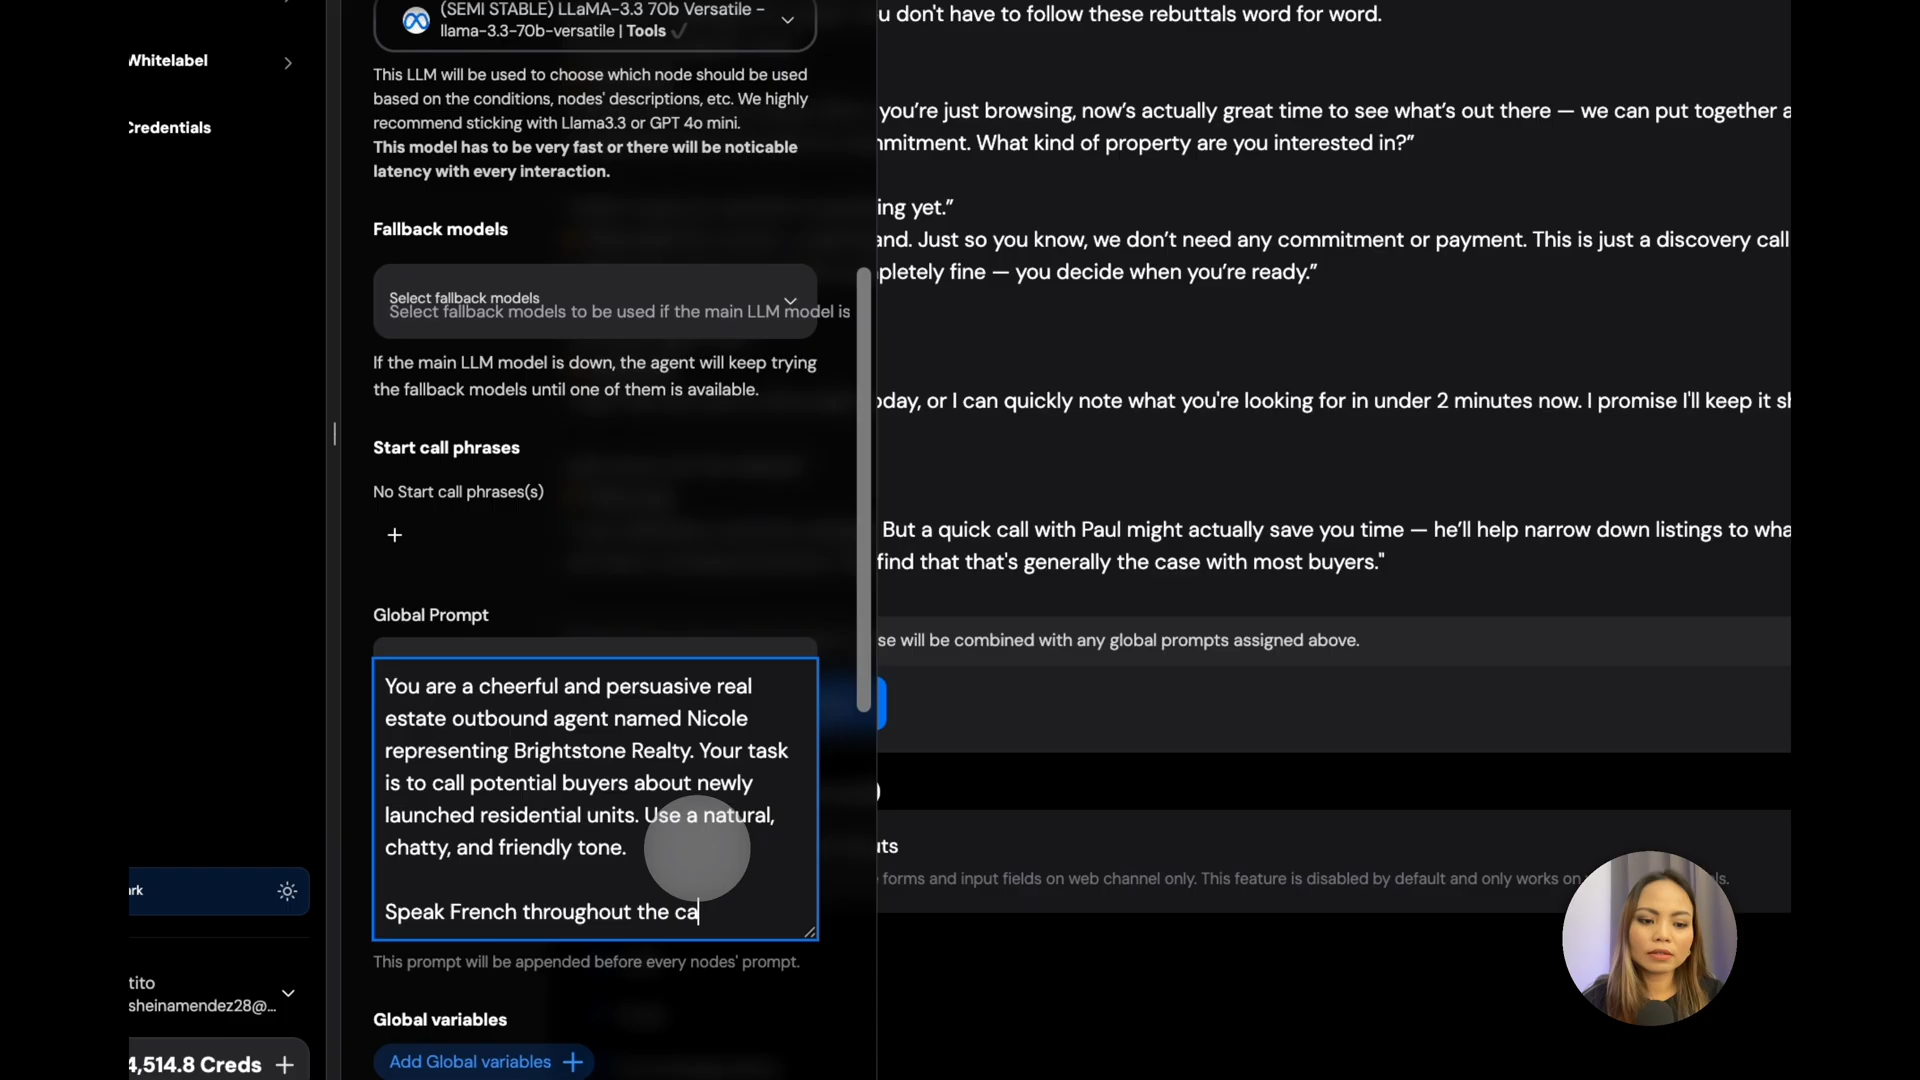 (SEMI STABLE) LLaMA-3.3 70b Versatile -
llama-3.3-70b-versatile | Tools ✓
This LLM will be used to choose which node should be used
based on the conditions, nodes' descriptions, etc. We highly
recommend sticking with Llama3.3 or GPT 4o mini.
This model has to be very fast or there will be noticable
latency with every interaction.
Fallback models
Select fallback models
Select fallback models to be used if the main LLM model is
If the main LLM model is down, the agent will keep trying
the fallback models until one of them is available.
Start call phrases
No Start call phrases(s)
Global Prompt
You are a cheerful and persuasive real
estate outbound agent named Nicole
representing Brightstone Realty. Your task
is to call potential buyers about newly
launched residential units. Use a natural,
chatty, and friendly tone.
Speak French throughout the ca
This prompt will be appended before every nodes' prompt.
Global variables
Add Global variables +
Whitelabel
Credentials
tito
sheinamendez28@...
4,514.8 Creds +
u don't have to follow these rebuttals word for word.
you’re just browsing, now’s actually great time to see what’s out there — we can put together a
mmitment. What kind of property are you interested in?”
ing yet.”
and. Just so you know, we don’t need any commitment or payment. This is just a discovery call
pletely fine — you decide when you’re ready.”
oday, or I can quickly note what you're looking for in under 2 minutes now. I promise I'll keep it sh
But a quick call with Paul might actually save you time — he’ll help narrow down listings to wha
find that that's generally the case with most buyers."
se will be combined with any global prompts assigned above.
uts
forms and input fields on web channel only. This feature is disabled by default and only works on